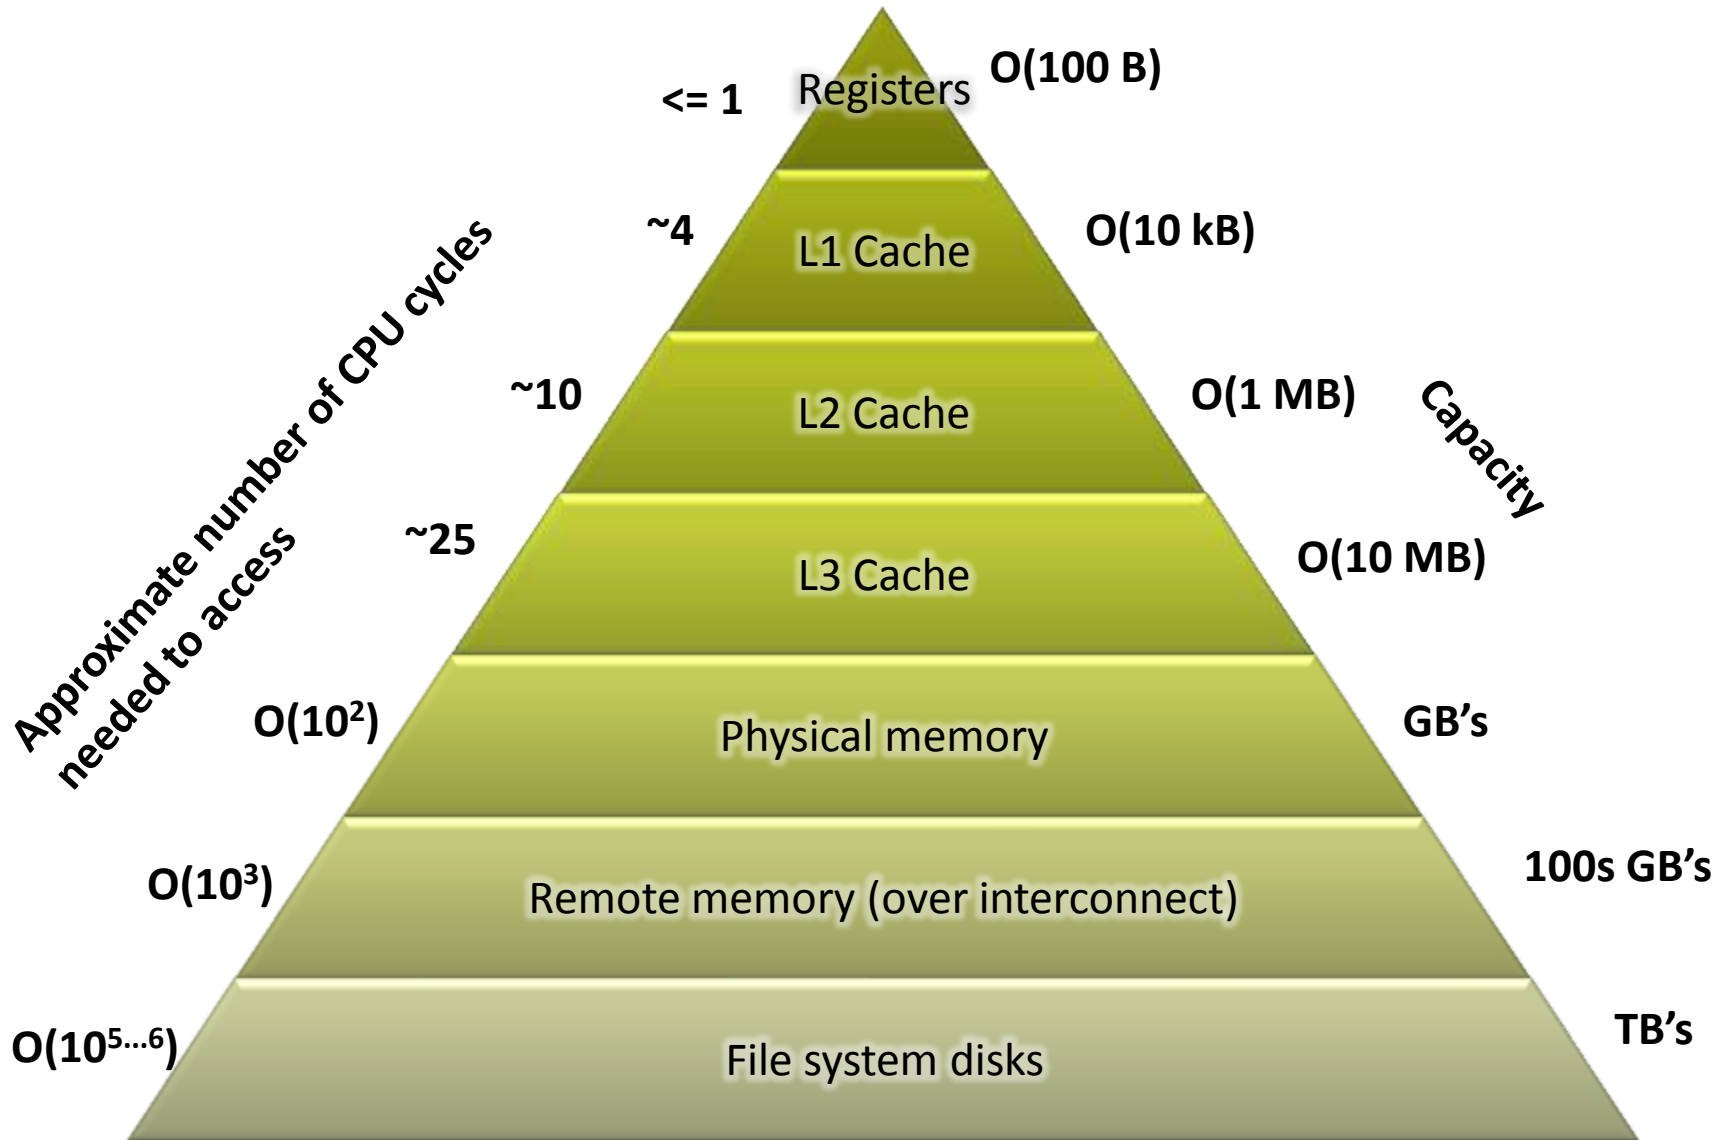 <= 1
Registers
O(100 B)
~4
L1 Cache
O(10 kB)
~10
L2 Cache
O(1 MB)
~25
L3 Cache
O(10 MB)
O(10²)
Physical memory
GB’s
O(10³)
Remote memory (over interconnect)
100s GB’s
O(10⁵…⁶)
File system disks
TB’s
Approximate number of CPU cycles
needed to access
Capacity